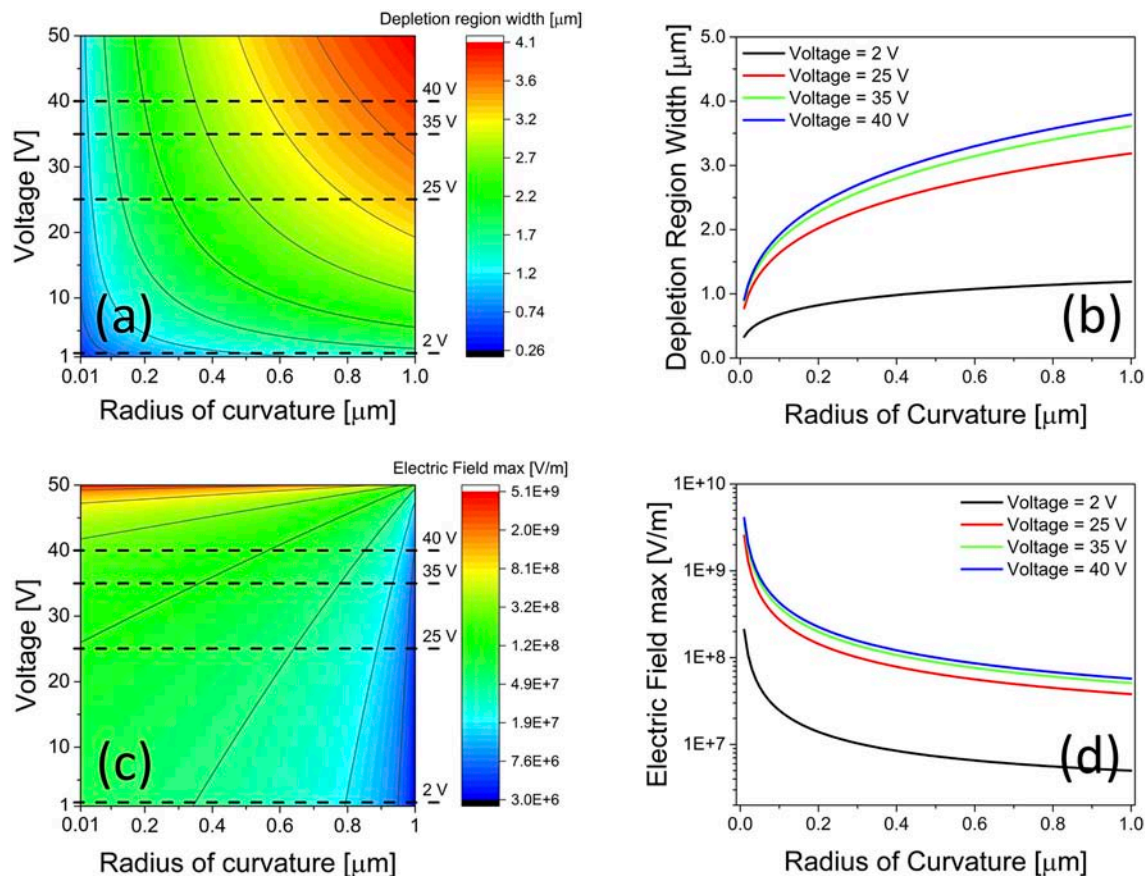 Depletion region width [μm]
50
40
30
20
10
1
Voltage [V]
40 V
35 V
25 V
2 V
(a)
0.01
0.2
0.4
0.6
0.8
1.0
Radius of curvature [μm]
4.1
3.6
3.1
2.6
2.2
1.7
1.2
0.74
0.26
5.0
4.0
3.0
2.0
1.0
0.0
Depletion Region Width [μm]
Voltage = 2 V
Voltage = 25 V
Voltage = 35 V
Voltage = 40 V
(b)
0.0
0.2
0.4
0.6
0.8
1.0
Radius of Curvature [μm]
Electric Field max [V/m]
50
40
30
20
10
1
Voltage [V]
40 V
35 V
25 V
2 V
(c)
0.01
0.2
0.4
0.6
0.8
1
Radius of curvature [μm]
5.1E+9
2.0E+9
8.1E+8
3.2E+8
1.2E+8
4.9E+7
1.9E+7
7.6E+6
3.0E+6
1E+10
1E+9
1E+8
1E+7
Electric Field max [V/m]
Voltage = 2 V
Voltage = 25 V
Voltage = 35 V
Voltage = 40 V
(d)
0.0
0.2
0.4
0.6
0.8
1.0
Radius of Curvature [μm]